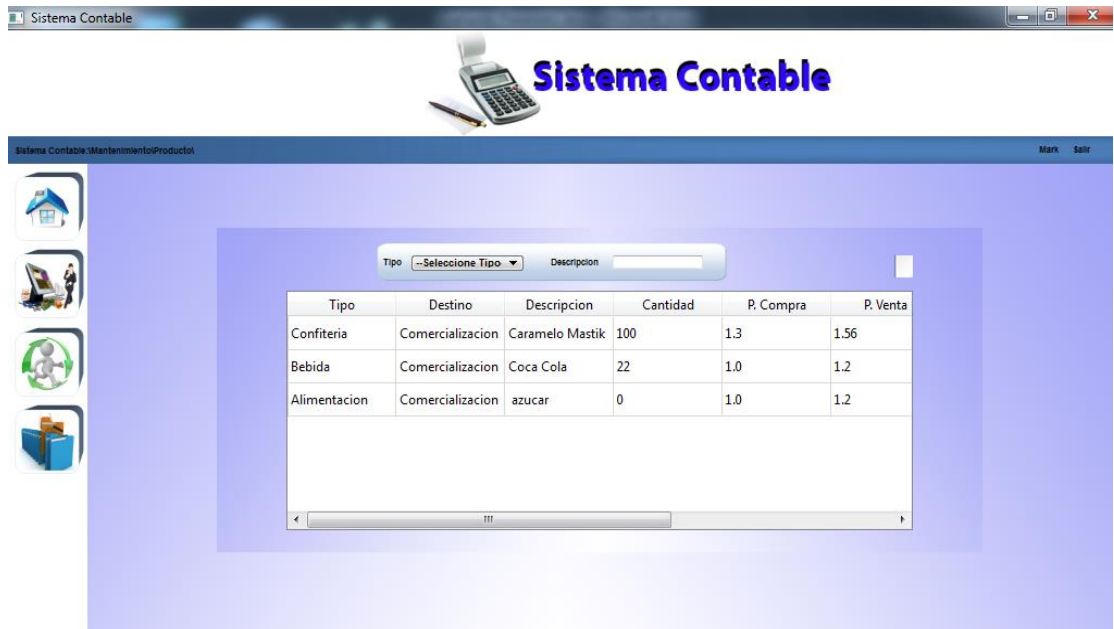 Sistema Contable
Sistema Contable
Sistema Contable:\Mantenimiento\Producto\ Mark Salir
Tipo --Seleccione Tipo Descripcion
Tipo Destino Descripcion Cantidad P. Compra P. Venta
Confiteria Comercializacion Caramelo Mastik 100 1.3 1.56
Bebida Comercializacion Coca Cola 22 1.0 1.2
Alimentacion Comercializacion azucar 0 1.0 1.2